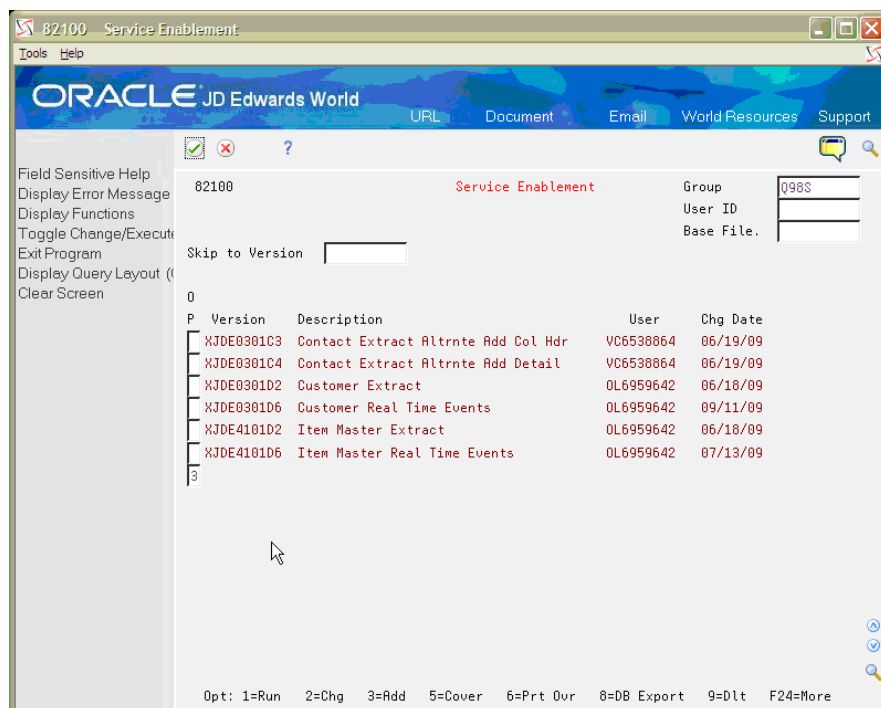 82100 Service Enablement
Tools Help
ORACLE JD Edwards World
URL Document Email World Resources Support
?
Field Sensitive Help
Display Error Message
Display Functions
Toggle Change/Execute
Exit Program
Display Query Layout (
Clear Screen
82100 Service Enablement Group Q98S
User ID
Base File.
Skip to Version
O
P Version Description User Chg Date
XJDE0301C3 Contact Extract Altrnte Add Col Hdr VC6538864 06/19/09
XJDE0301C4 Contact Extract Altrnte Add Detail VC6538864 06/19/09
XJDE0301D2 Customer Extract OL6959642 06/18/09
XJDE0301D6 Customer Real Time Events OL6959642 09/11/09
XJDE4101D2 Item Master Extract OL6959642 06/18/09
XJDE4101D6 Item Master Real Time Events OL6959642 07/13/09
3
Opt: 1=Run 2=Chg 3=Add 5=Cover 6=Prt Ovr 8=DB Export 9=Dlt F24=More